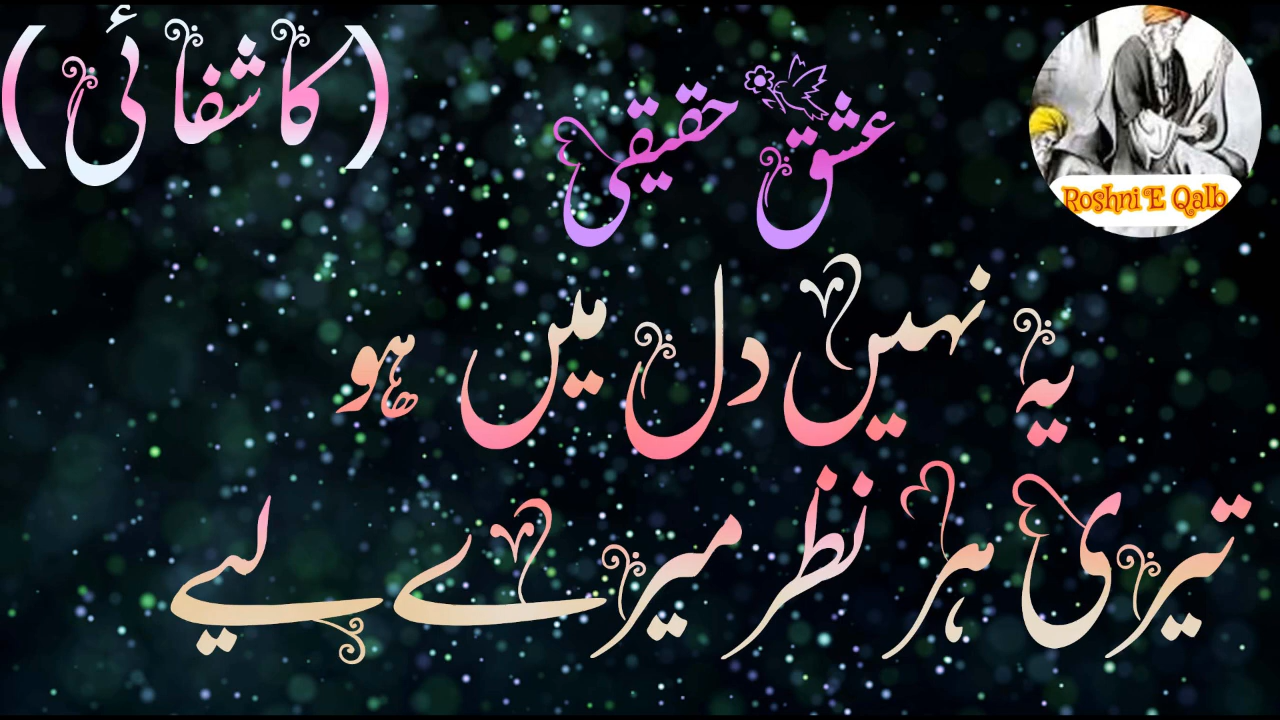 (کاشفائی)
عشق حقیقی
Roshni E Qalb
یہ نہیں دل میں ہو
تیری ہر نظر میرے لیے